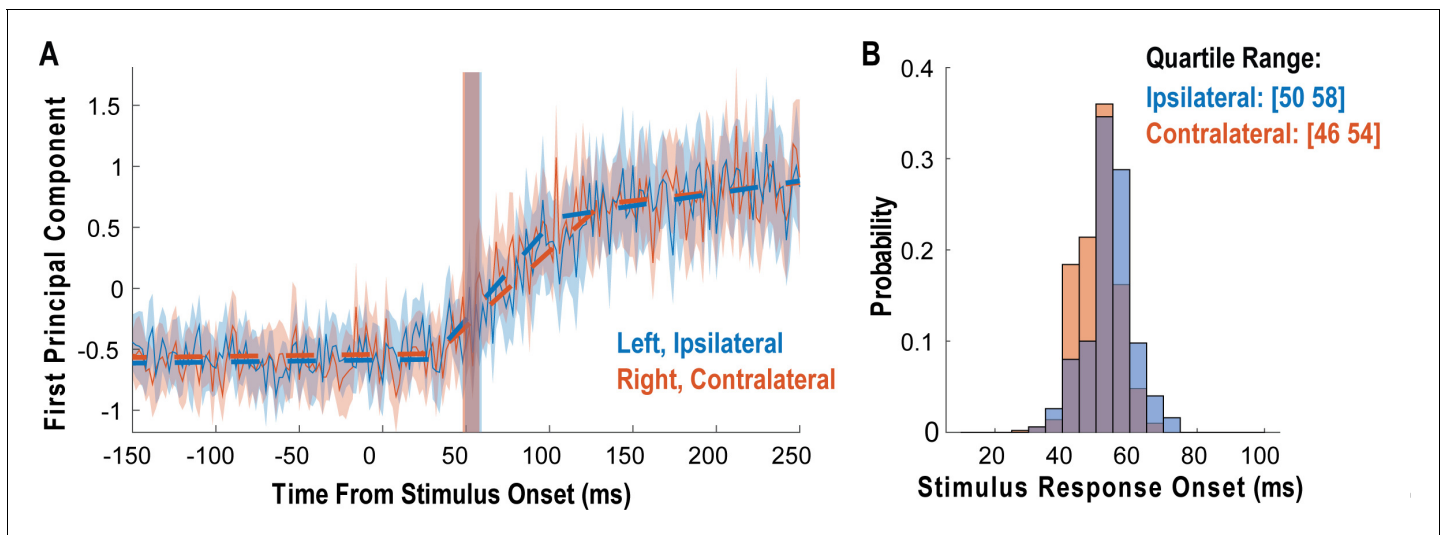 A
First Principal Component
1.5
1
0.5
0
-0.5
-1
Left, Ipsilateral
Right, Contralateral
-150 -100 -50 0 50 100 150 200 250
Time From Stimulus Onset (ms)
B
Quartile Range:
Ipsilateral: [50 58]
Contralateral: [46 54]
Probability
0.4
0.3
0.2
0.1
0
20 40 60 80 100
Stimulus Response Onset (ms)